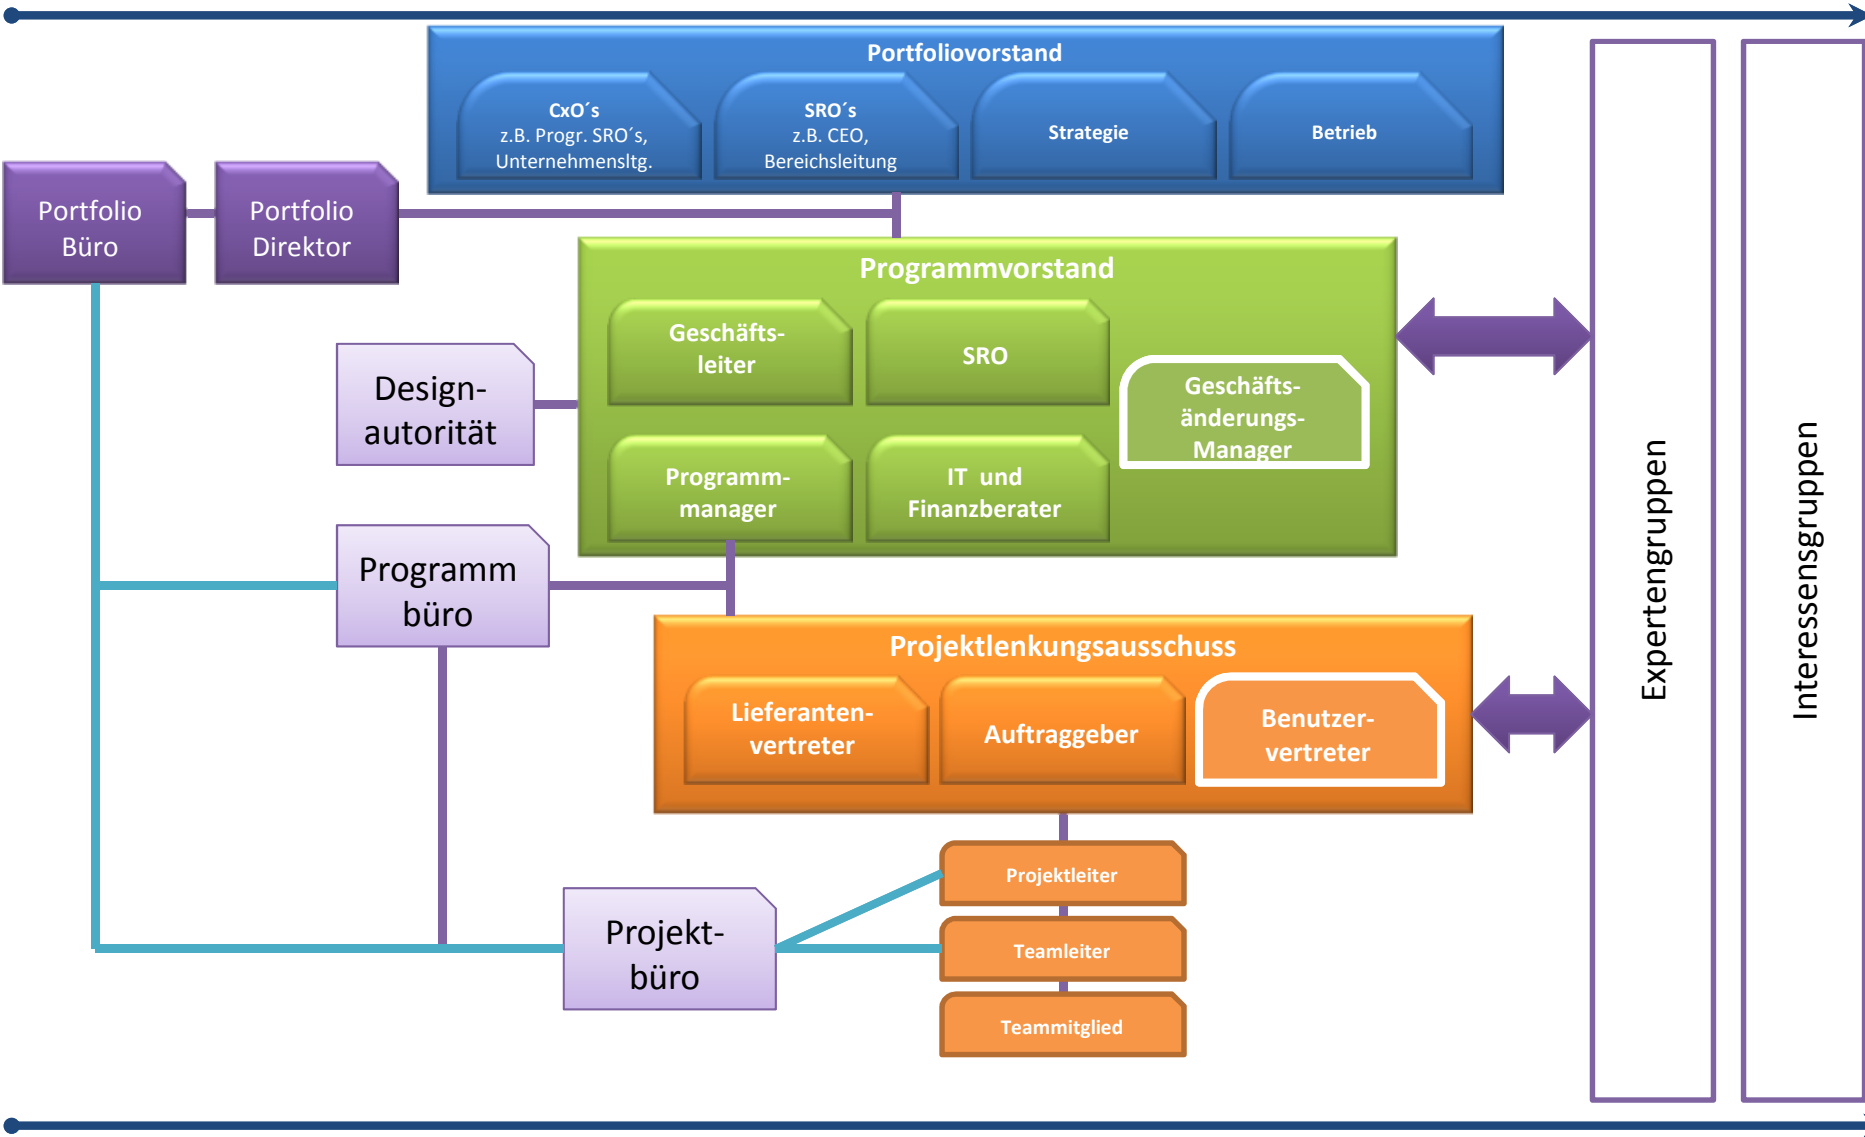 Portfoliovorstand
CxO´s
z.B. Progr. SRO´s,
Unternehmensltg.
SRO´s
z.B. CEO,
Bereichsleitung
Strategie
Betrieb
Portfolio
Büro
Portfolio
Direktor
Programmvorstand
Geschäfts-
leiter
SRO
Geschäfts-
änderungs-
Manager
Programm-
manager
IT und
Finanzberater
Design-
autorität
Programm
büro
Projektlenkungsausschuss
Lieferanten-
vertreter
Auftraggeber
Benutzer-
vertreter
Projektleiter
Teamleiter
Teammitglied
Projekt-
büro
Expertengruppen
Interessensgruppen